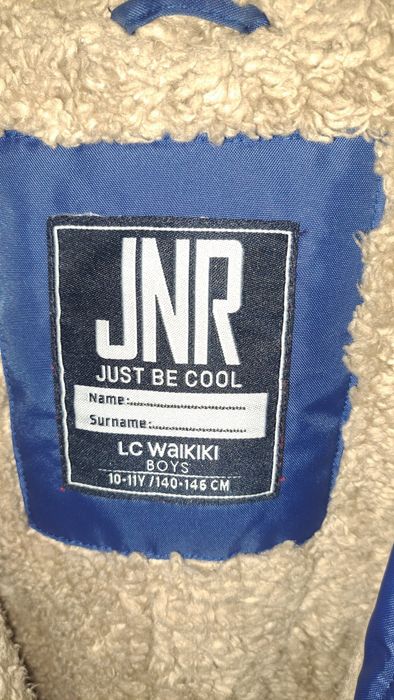 JNR
JUST BE COOL
Name:
Surname:
LC WAIKIKI
BOYS
10-11Y /140-146 CM